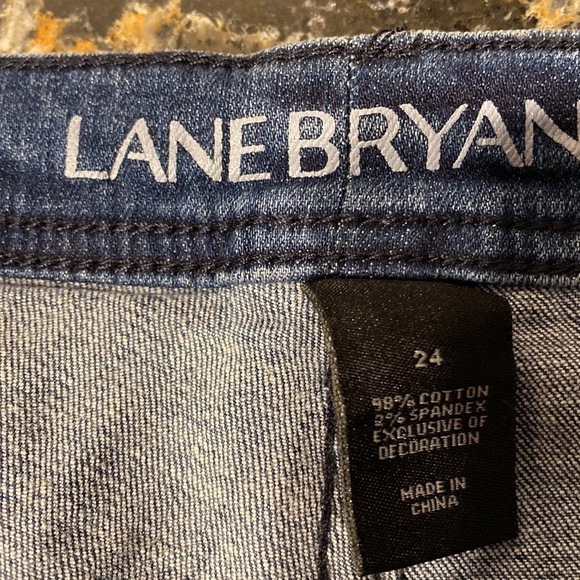 LANE BRYAN
24
98% COTTON
2% SPANDEX
EXCLUSIVE OF
DECORATION
MADE IN
CHINA